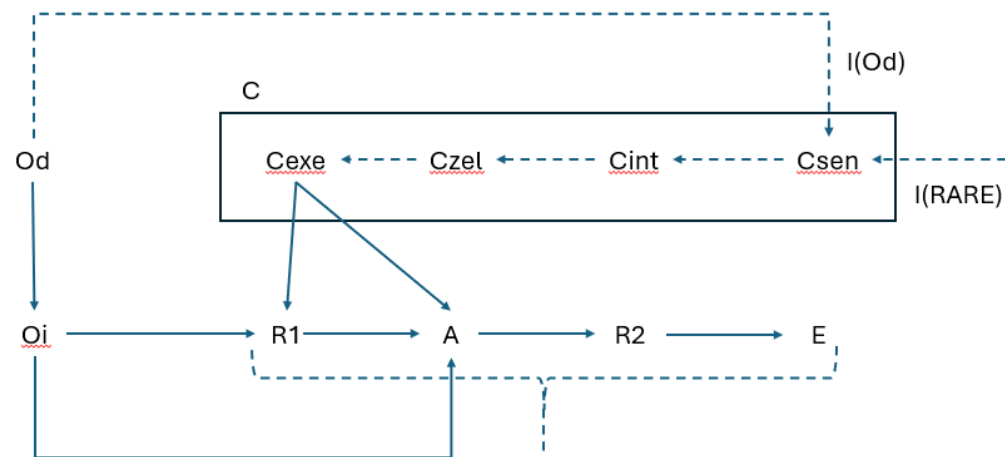 I(Od)
C
Od
Cexe Czel Cint Csen
I(RARE)
Oi R1 A R2 E